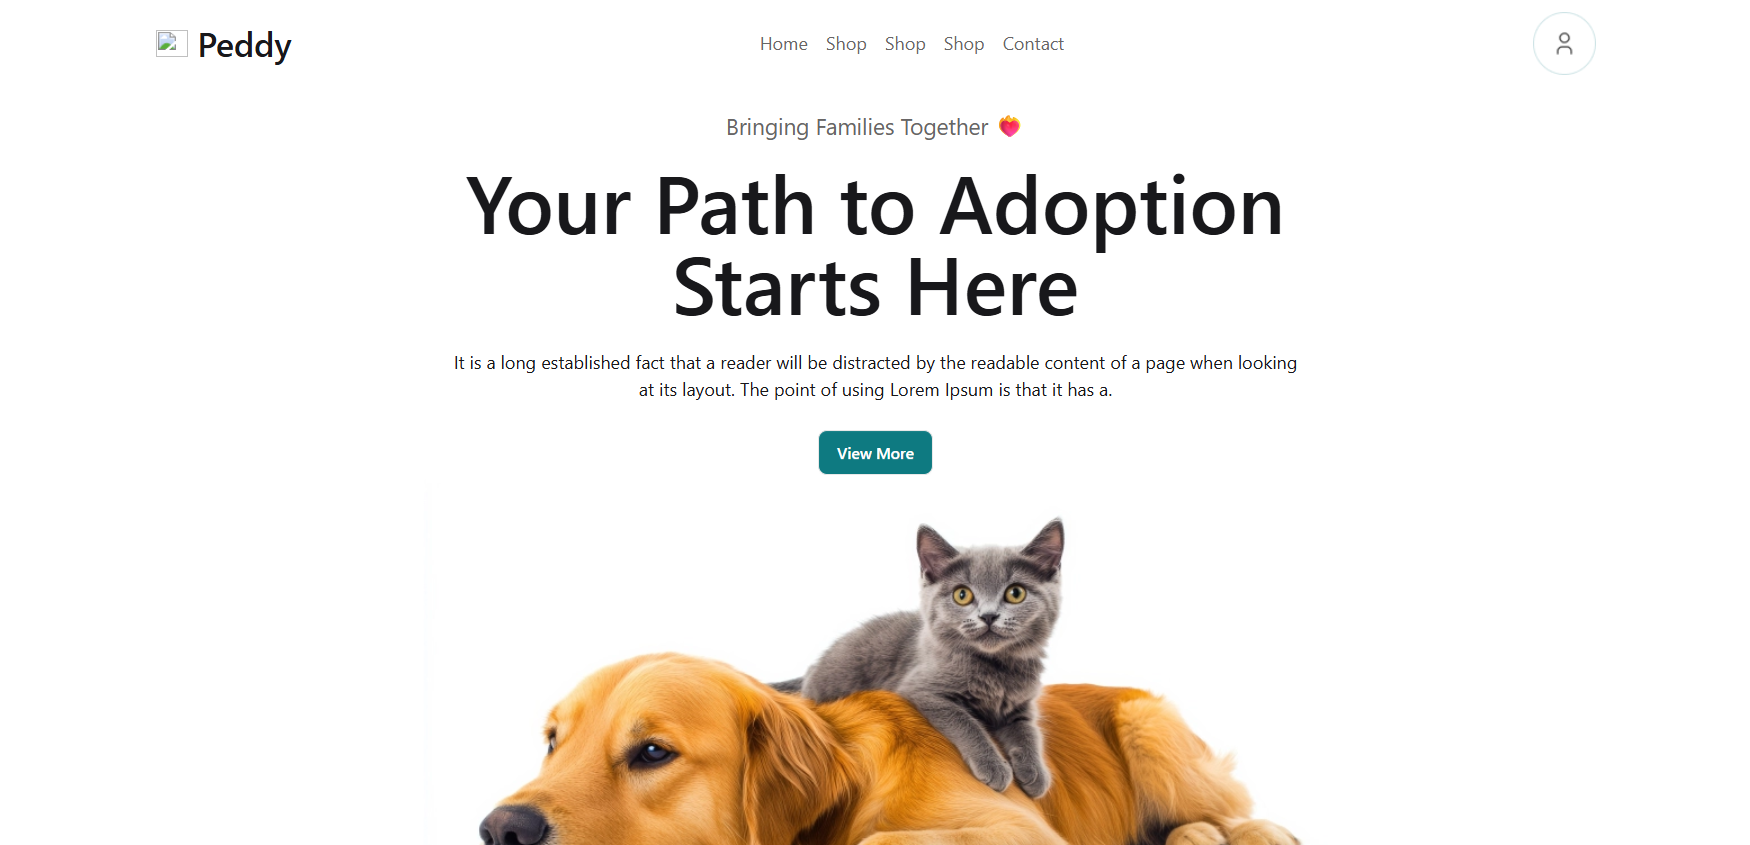 Peddy
Home Shop Shop Shop Contact
Bringing Families Together ❤️‍🔥
Your Path to Adoption
Starts Here
It is a long established fact that a reader will be distracted by the readable content of a page when looking
at its layout. The point of using Lorem Ipsum is that it has a.
View More